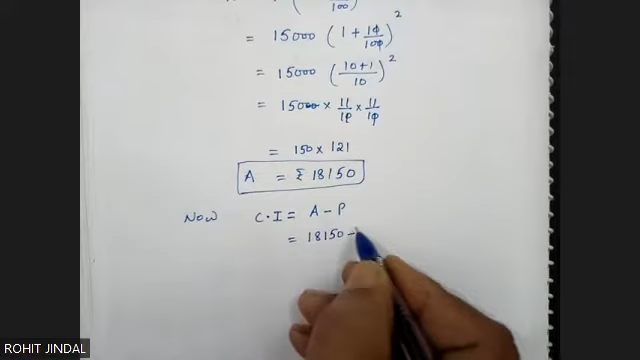 100
= 15000 (1 + 10/100)²
= 15000 (10+1/10)²
= 15000 × 11/10 × 11/10
= 150 × 121
A = ₹ 18150
Now C.I = A - P
= 18150 -
ROHIT JINDAL